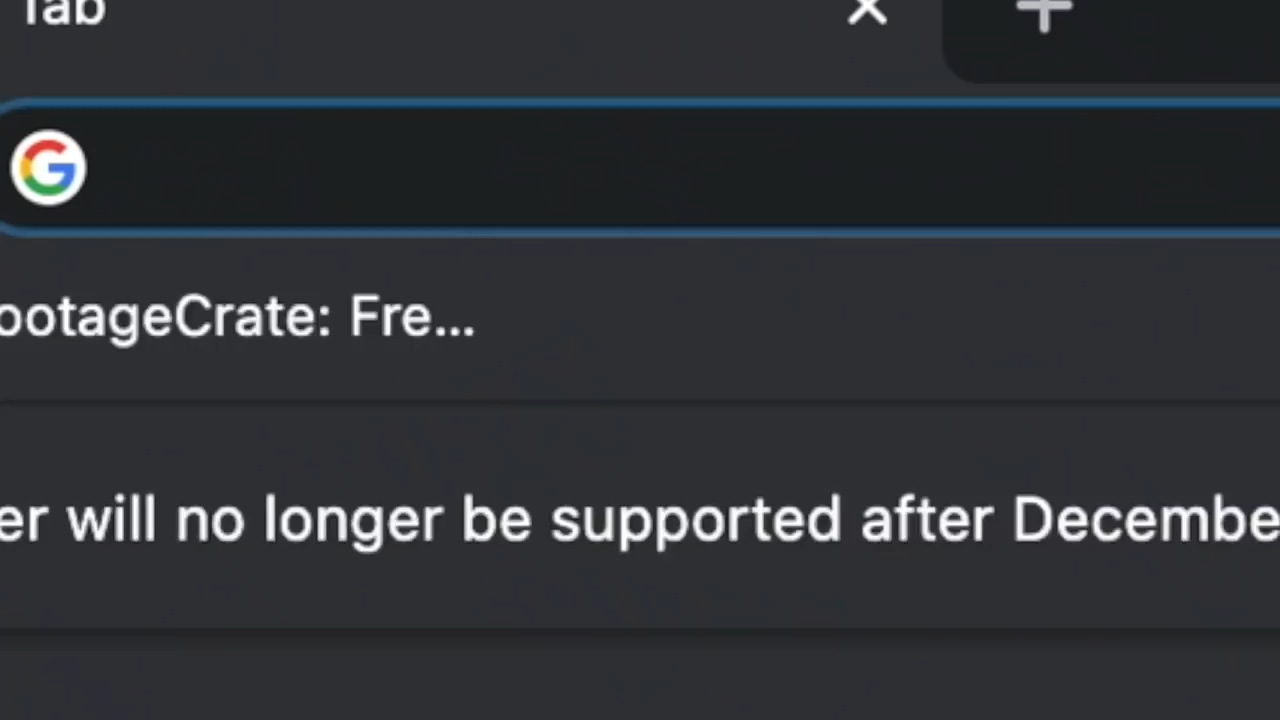 Tab
ootageCrate: Fre...
er will no longer be supported after Decembe